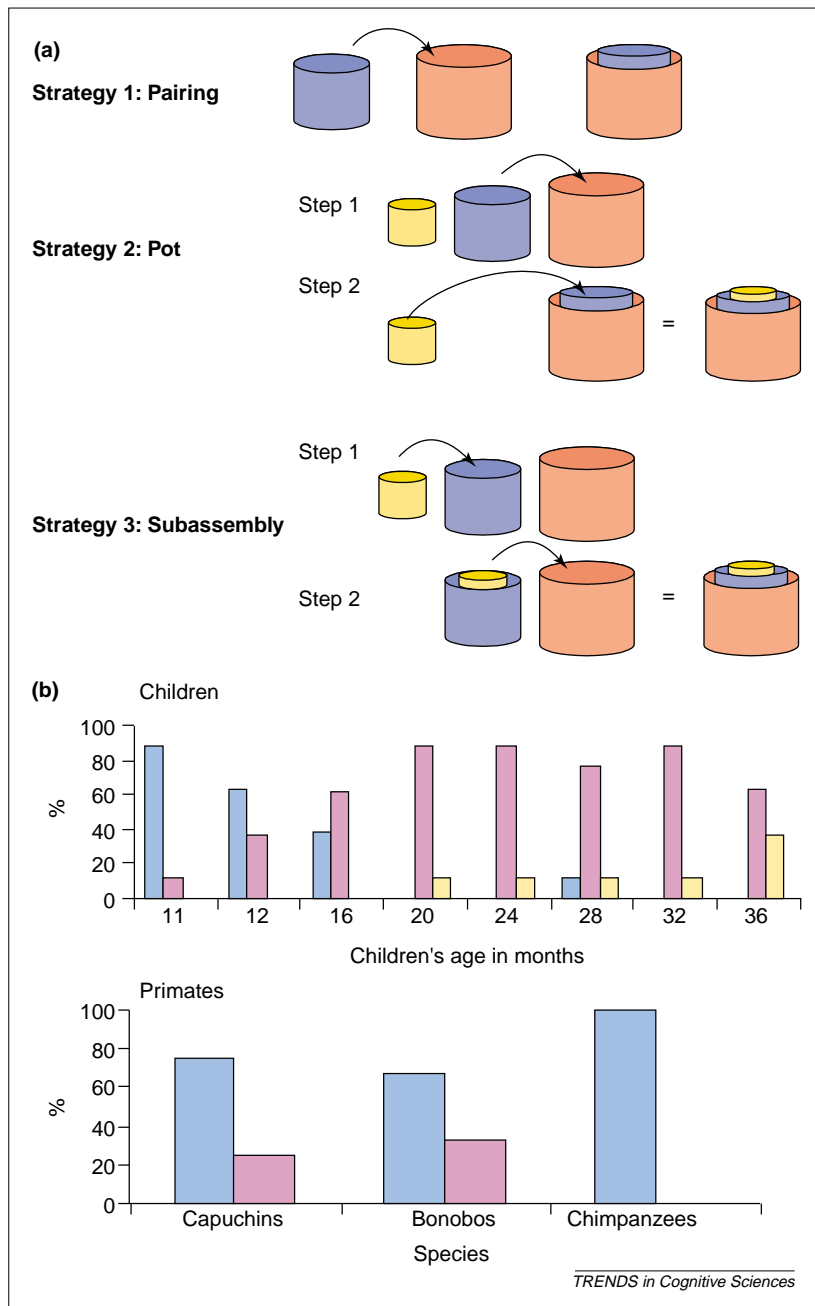 (a)
Strategy 1: Pairing
Step 1
Strategy 2: Pot
Step 2
=
Step 1
Strategy 3: Subassembly
Step 2
=
(b)
Children
100
80
60
40
20
0
%
11 12 16 20 24 28 32 36
Children's age in months
Primates
100
80
60
40
20
0
%
Capuchins Bonobos Chimpanzees
Species
TRENDS in Cognitive Sciences